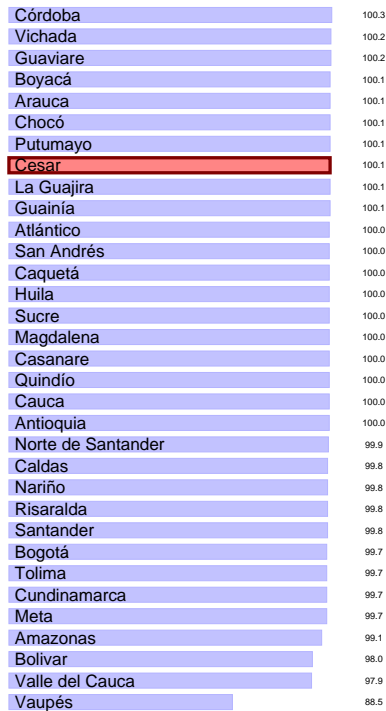 Córdoba 100.3
Vichada 100.2
Guaviare 100.2
Boyacá 100.1
Arauca 100.1
Chocó 100.1
Putumayo 100.1
Cesar 100.1
La Guajira 100.1
Guainía 100.1
Atlántico 100.0
San Andrés 100.0
Caquetá 100.0
Huila 100.0
Sucre 100.0
Magdalena 100.0
Casanare 100.0
Quindío 100.0
Cauca 100.0
Antioquia 100.0
Norte de Santander 99.9
Caldas 99.8
Nariño 99.8
Risaralda 99.8
Santander 99.8
Bogotá 99.7
Tolima 99.7
Cundinamarca 99.7
Meta 99.7
Amazonas 99.1
Bolivar 98.0
Valle del Cauca 97.9
Vaupés 88.5